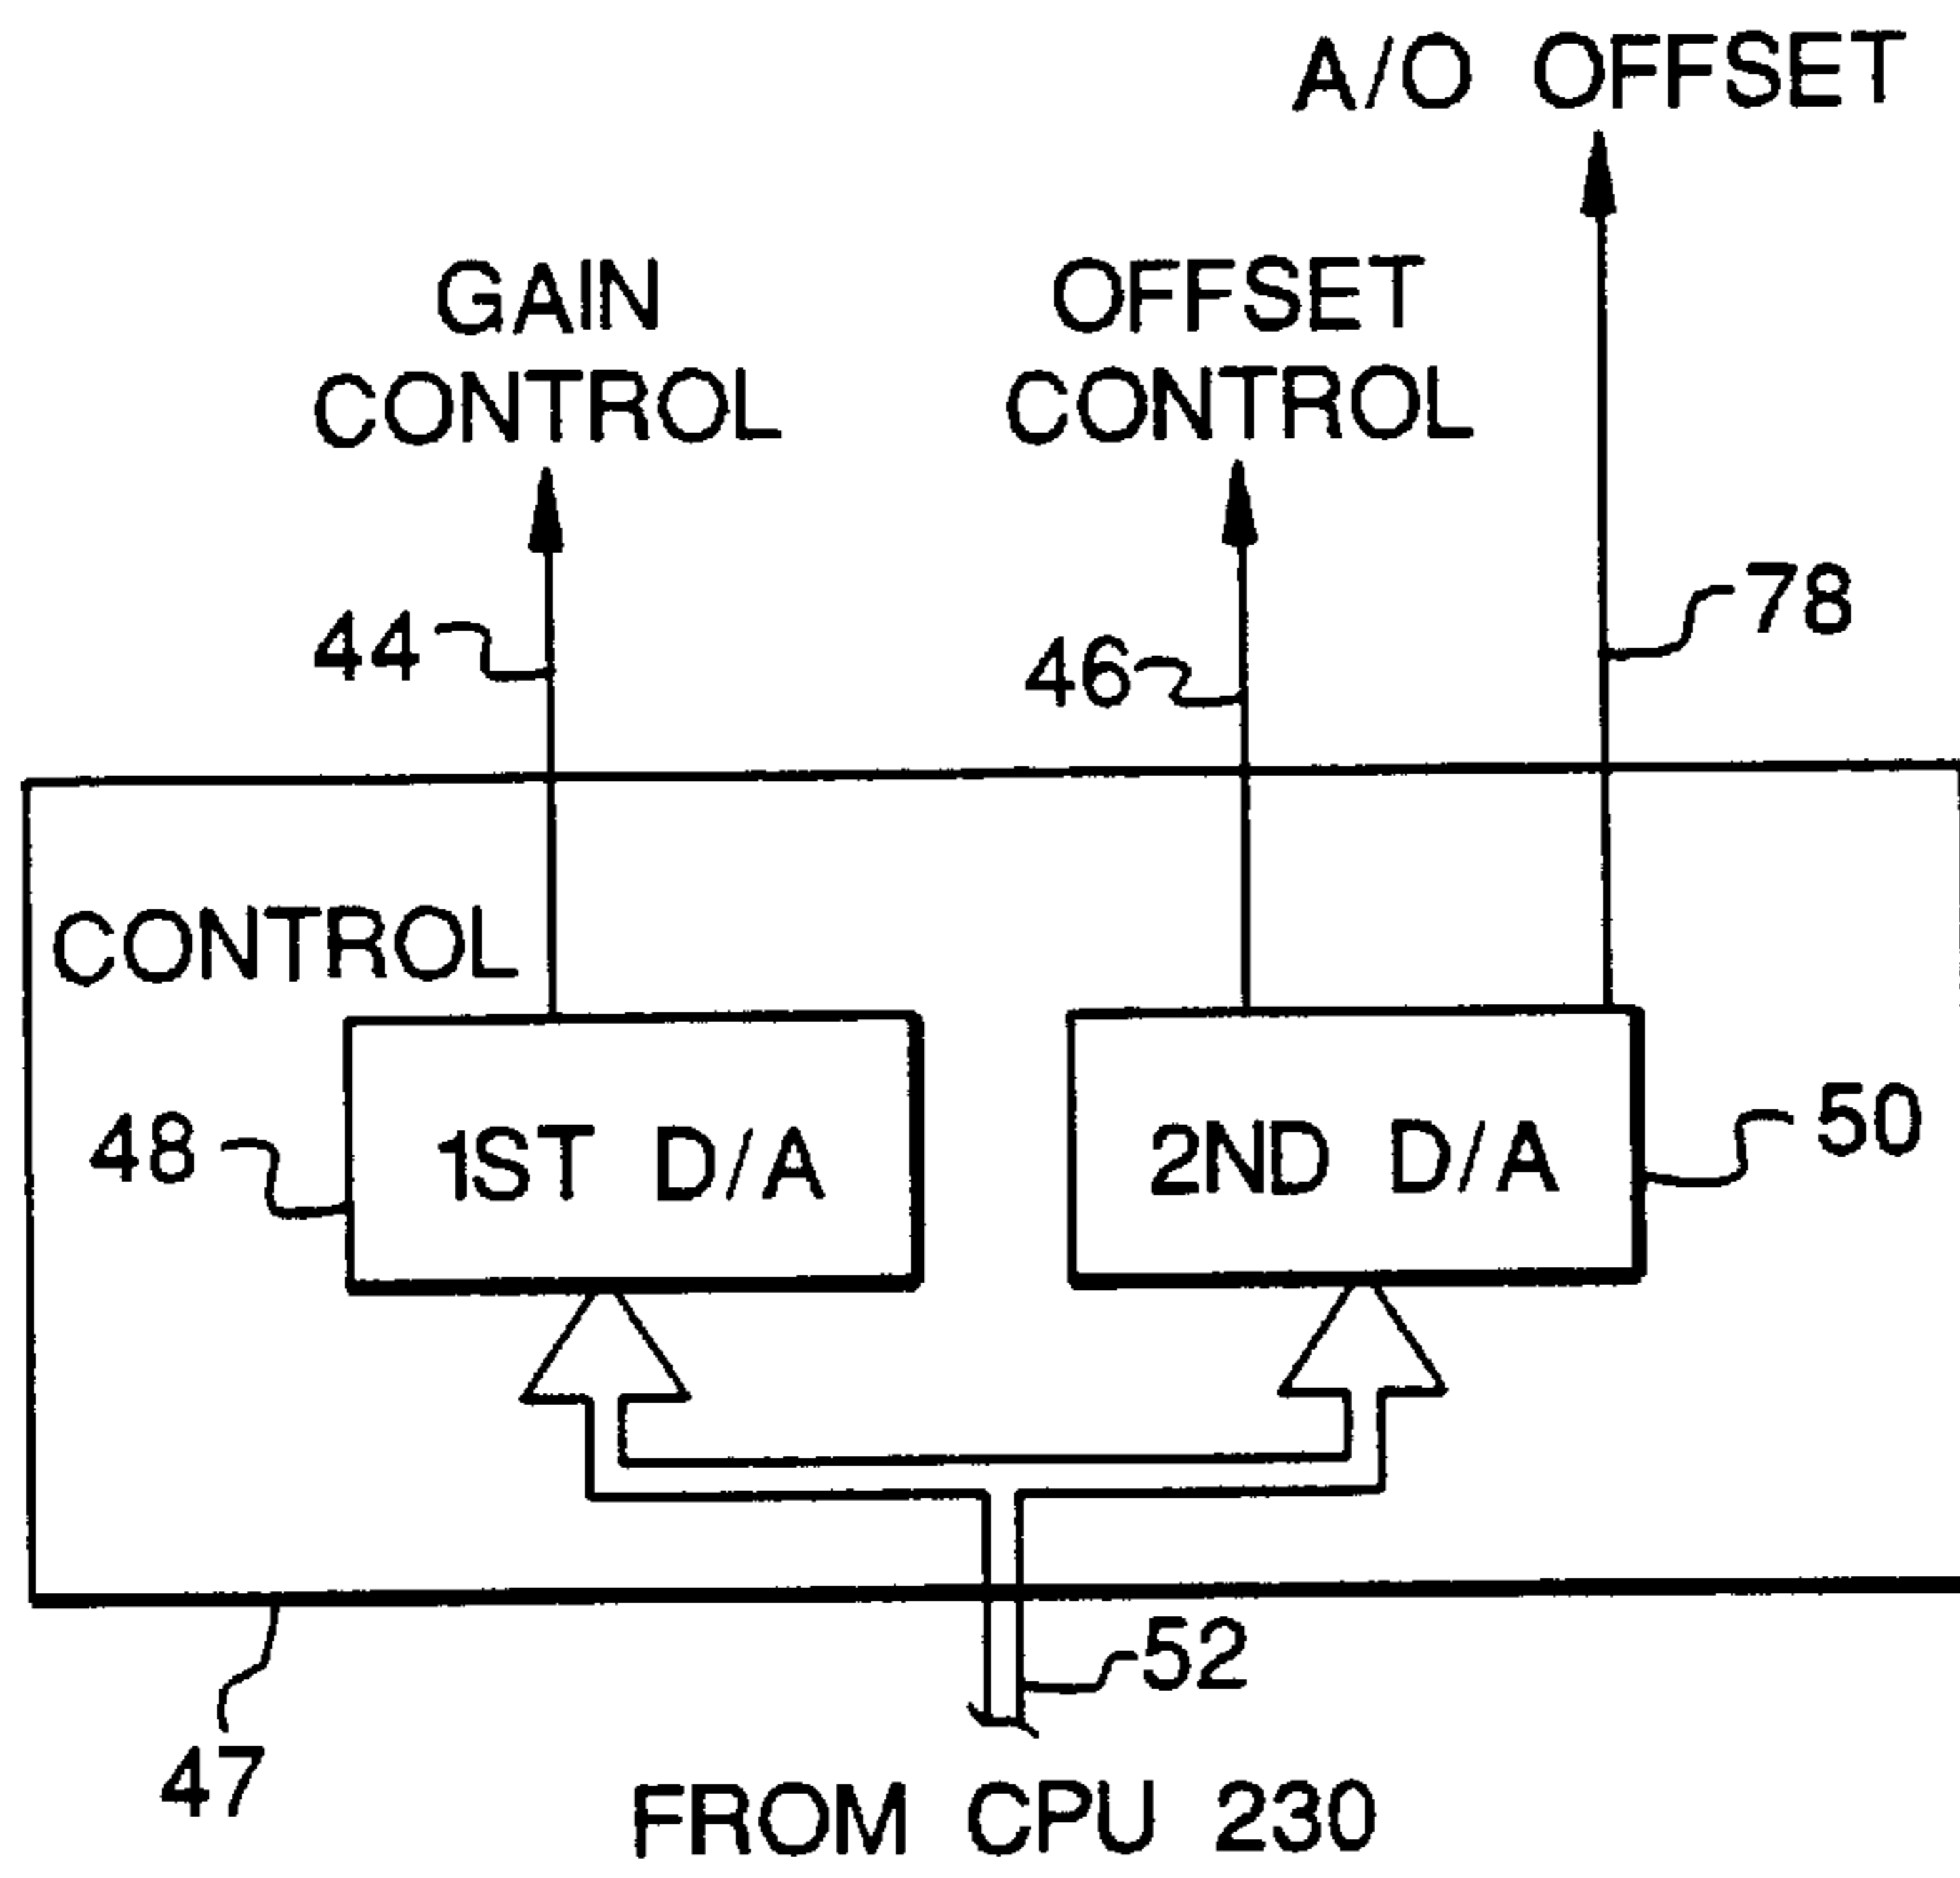 A/O OFFSET
GAIN
CONTROL
OFFSET
CONTROL
44
46
78
CONTROL
48
1ST D/A
2ND D/A
50
52
47
FROM CPU 230